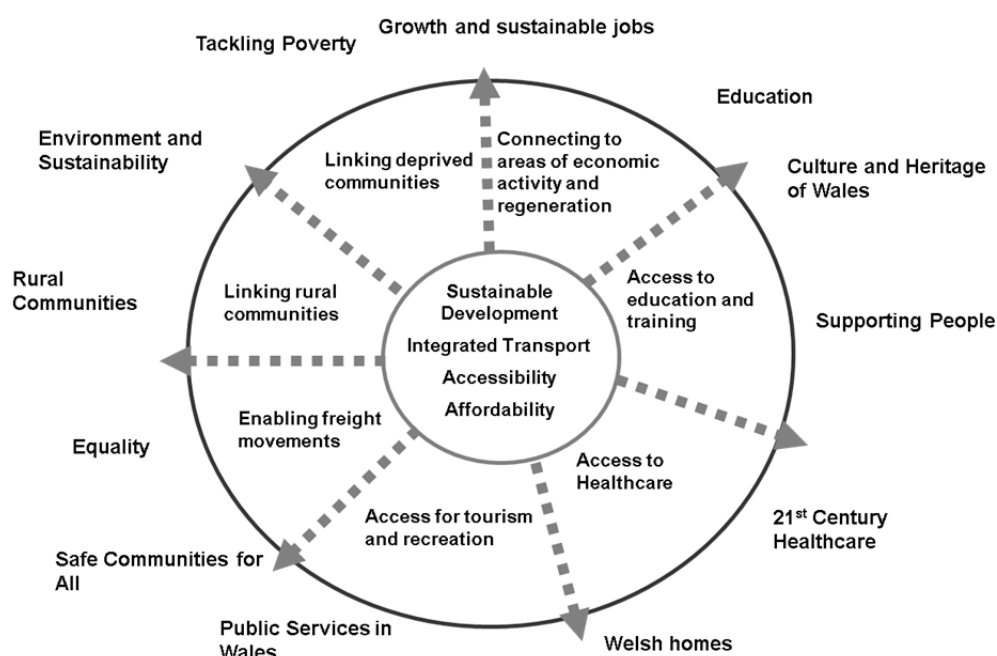 Growth and sustainable jobs
Tackling Poverty
Education
Environment and
Sustainability
Culture and Heritage
of Wales
Linking deprived
communities
Connecting to
areas of economic
activity and
regeneration
Rural
Communities
Linking rural
communities
Sustainable
Development
Integrated Transport
Accessibility
Affordability
Access to
education and
training
Supporting People
Equality
Enabling freight
movements
Access to
Healthcare
Access for tourism
and recreation
21st Century
Healthcare
Safe Communities for
All
Public Services in
Wales
Welsh homes